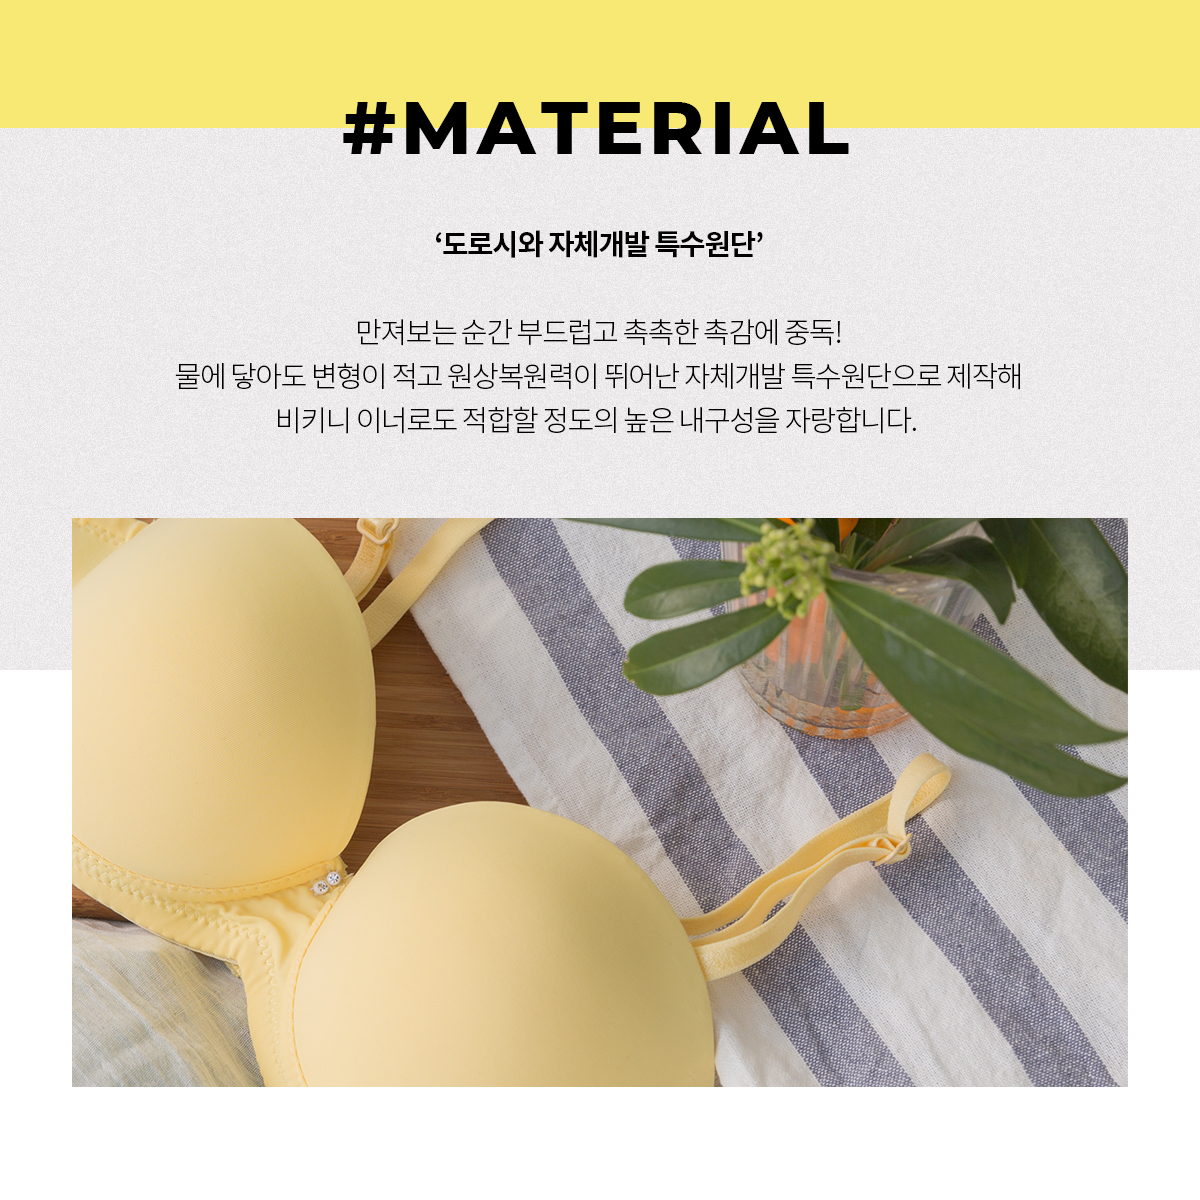 #MATERIAL
‘도로시와 자체개발 특수원단’
만져보는 순간 부드럽고 촉촉한 촉감에 중독!
물에 닿아도 변형이 적고 원상복원력이 뛰어난 자체개발 특수원단으로 제작해
비키니 이너로도 적합할 정도의 높은 내구성을 자랑합니다.